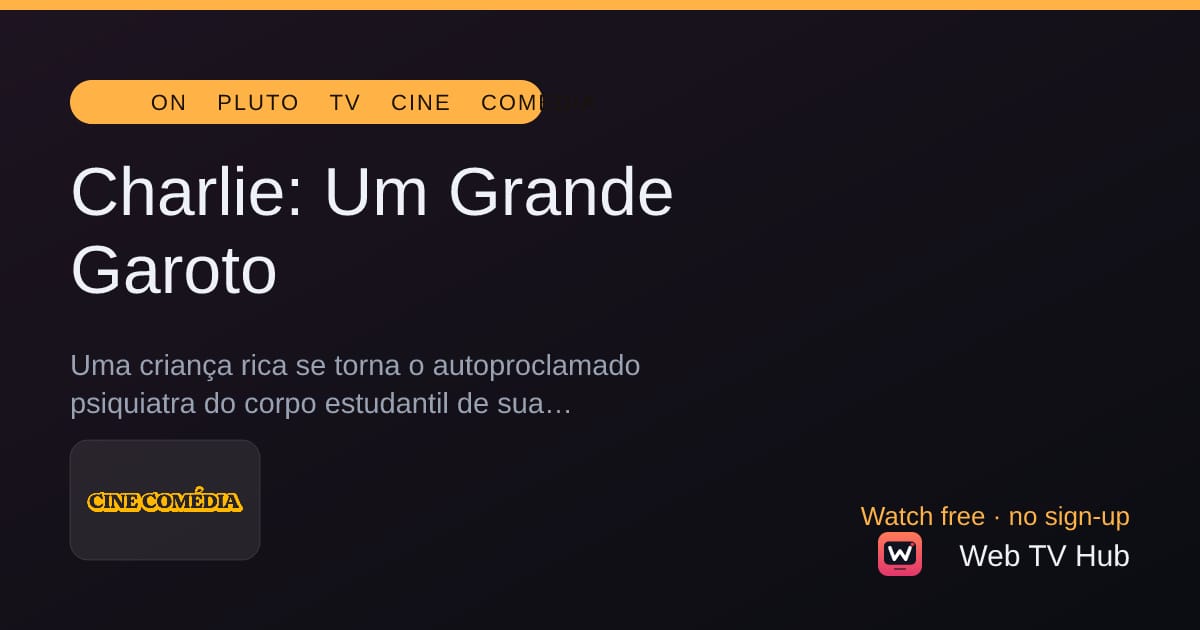 ON PLUTO TV CINE COMÉDIA
Charlie: Um Grande
Garoto
Uma criança rica se torna o autoproclamado
psiquiatra do corpo estudantil de sua…
CINE COMÉDIA
Watch free · no sign-up
W
Web TV Hub